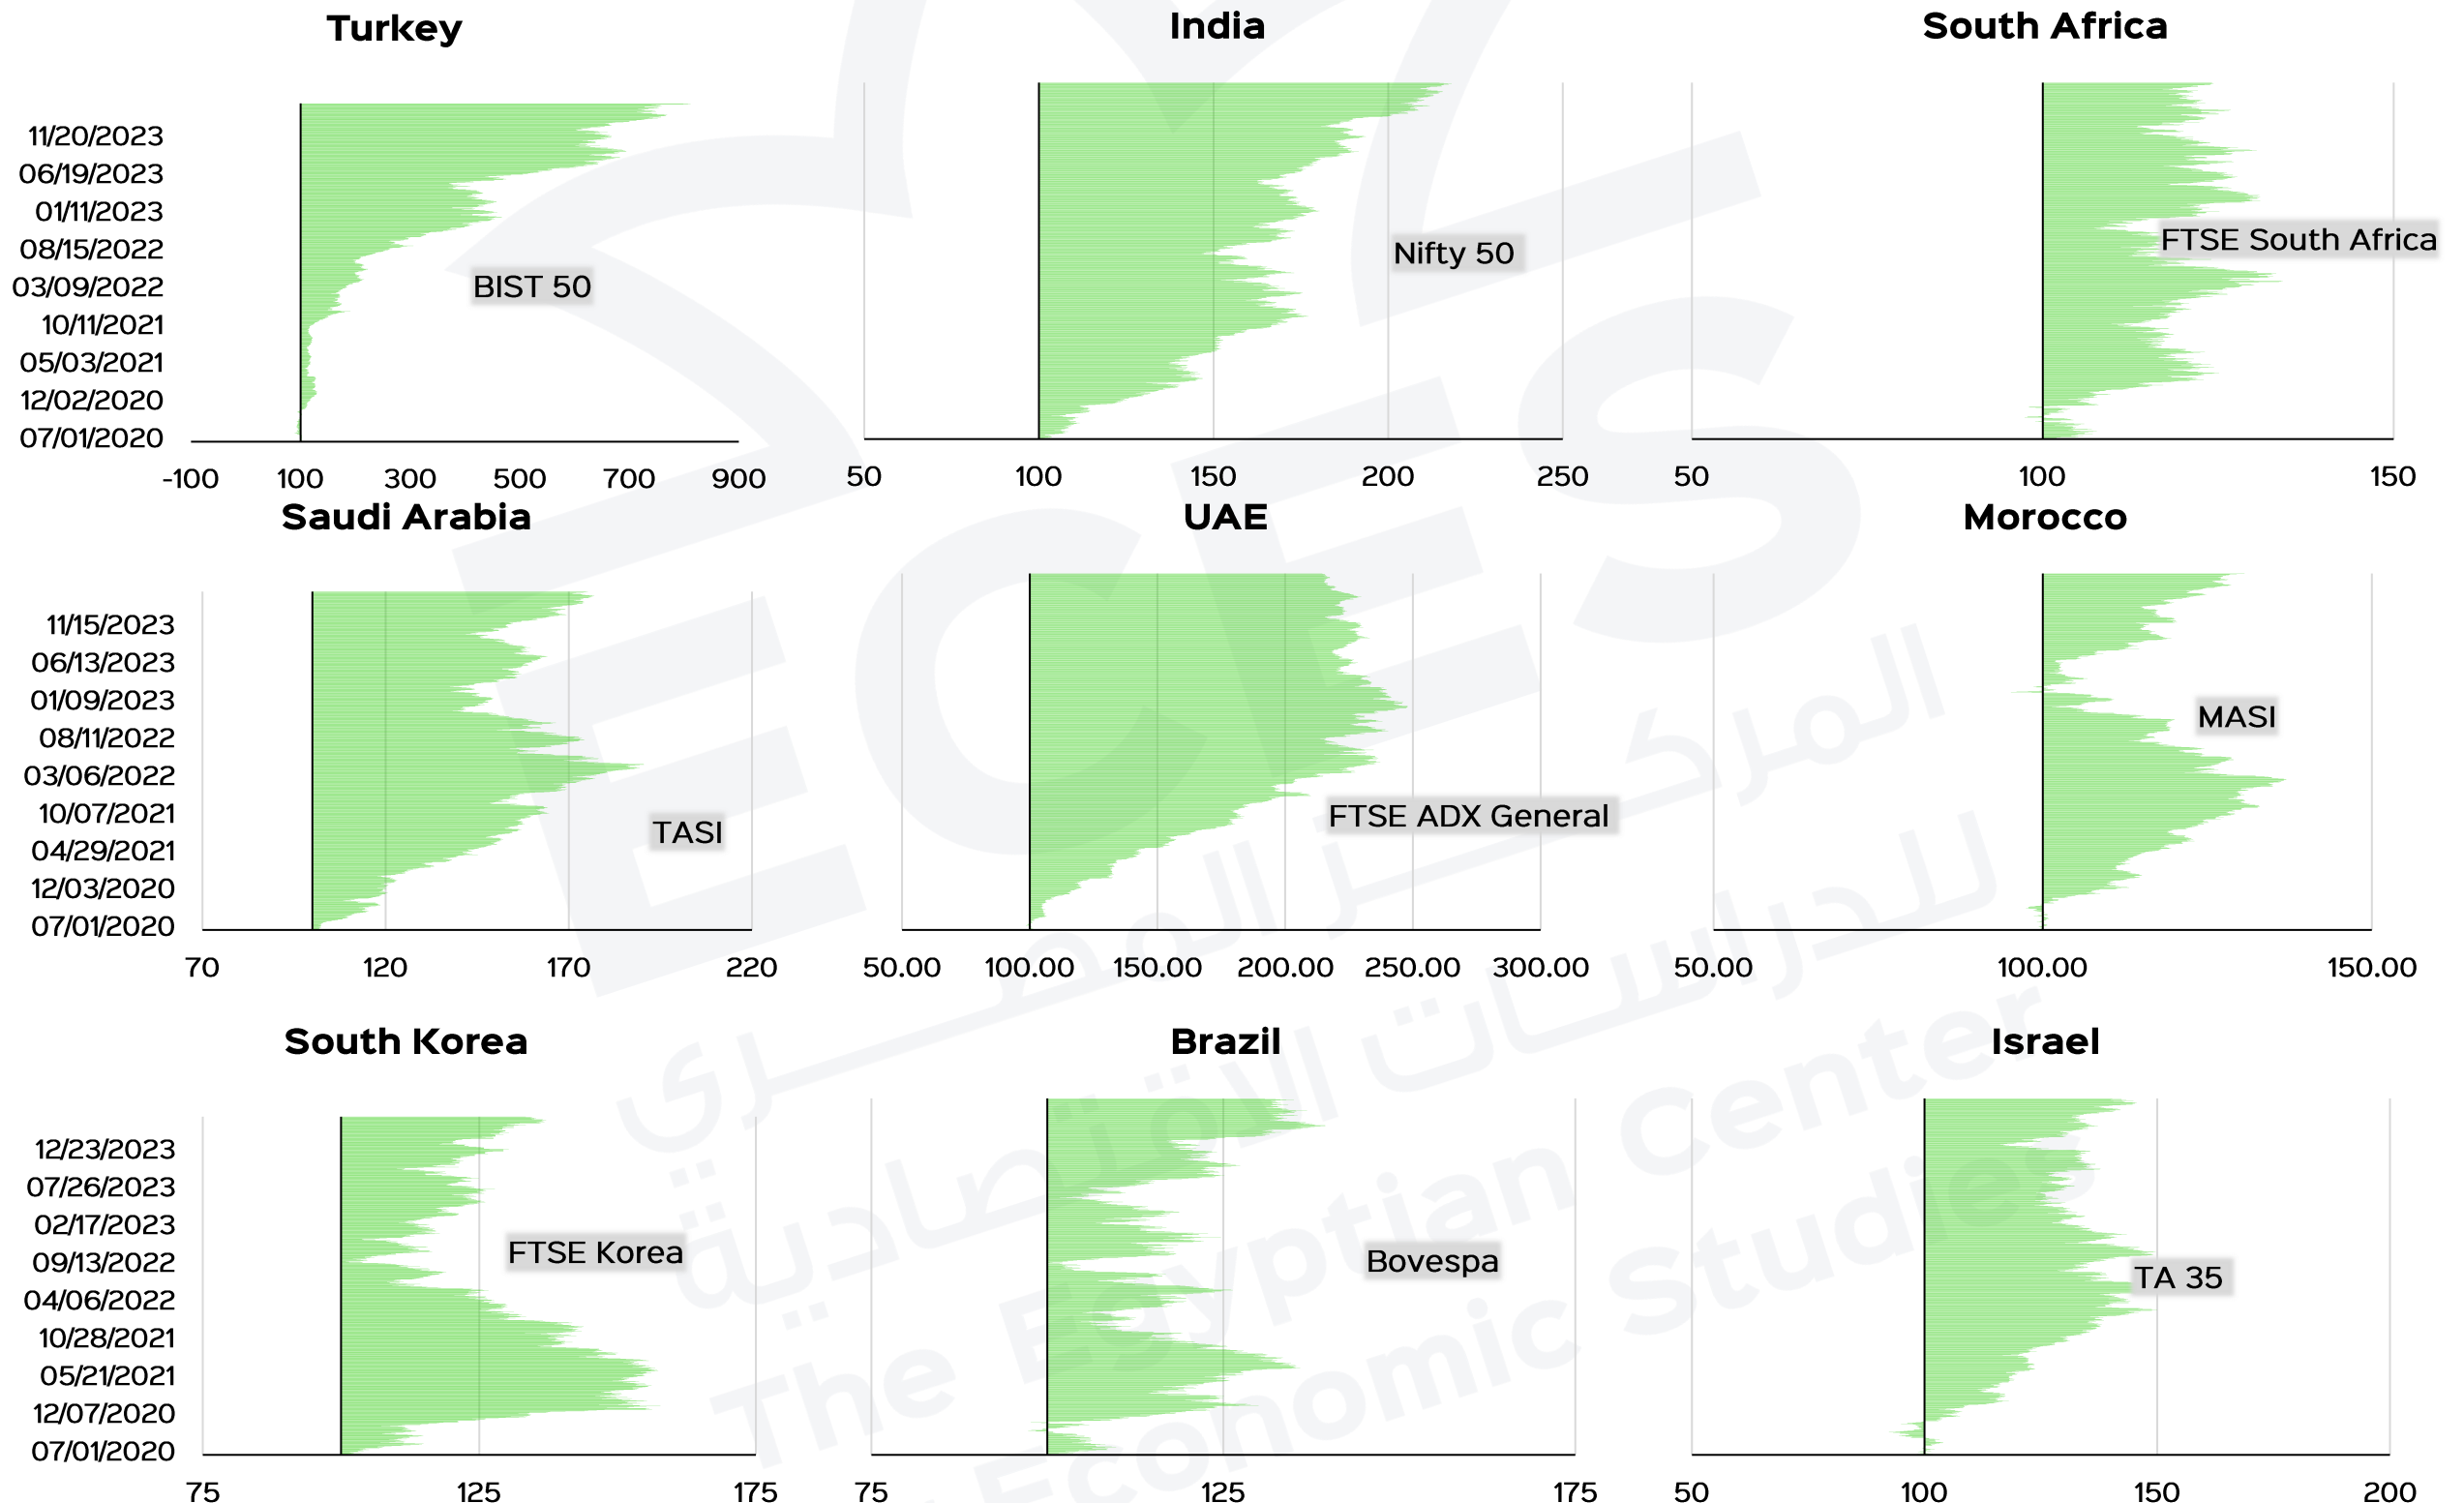 Turkey
India
South Africa
11/20/2023
06/19/2023
01/11/2023
08/15/2022
03/09/2022
10/11/2021
05/03/2021
12/02/2020
07/01/2020
BIST 50
Nifty 50
FTSE South Africa
-100 100 300 500 700 900
50 100 150 200 250
50 100 150
Saudi Arabia
UAE
Morocco
11/15/2023
06/13/2023
01/09/2023
08/11/2022
03/06/2022
10/07/2021
04/29/2021
12/03/2020
07/01/2020
TASI
FTSE ADX General
MASI
70 120 170 220
50.00 100.00 150.00 200.00 250.00 300.00
50.00 100.00 150.00
South Korea
Brazil
Israel
12/23/2023
07/26/2023
02/17/2023
09/13/2022
04/06/2022
10/28/2021
05/21/2021
12/07/2020
07/01/2020
FTSE Korea
Bovespa
TA 35
75 125 175
75 125 175
50 100 150 200
ECES
المركز المصري
للدراسات الاقتصادية
The Egyptian Center
Economic Studies